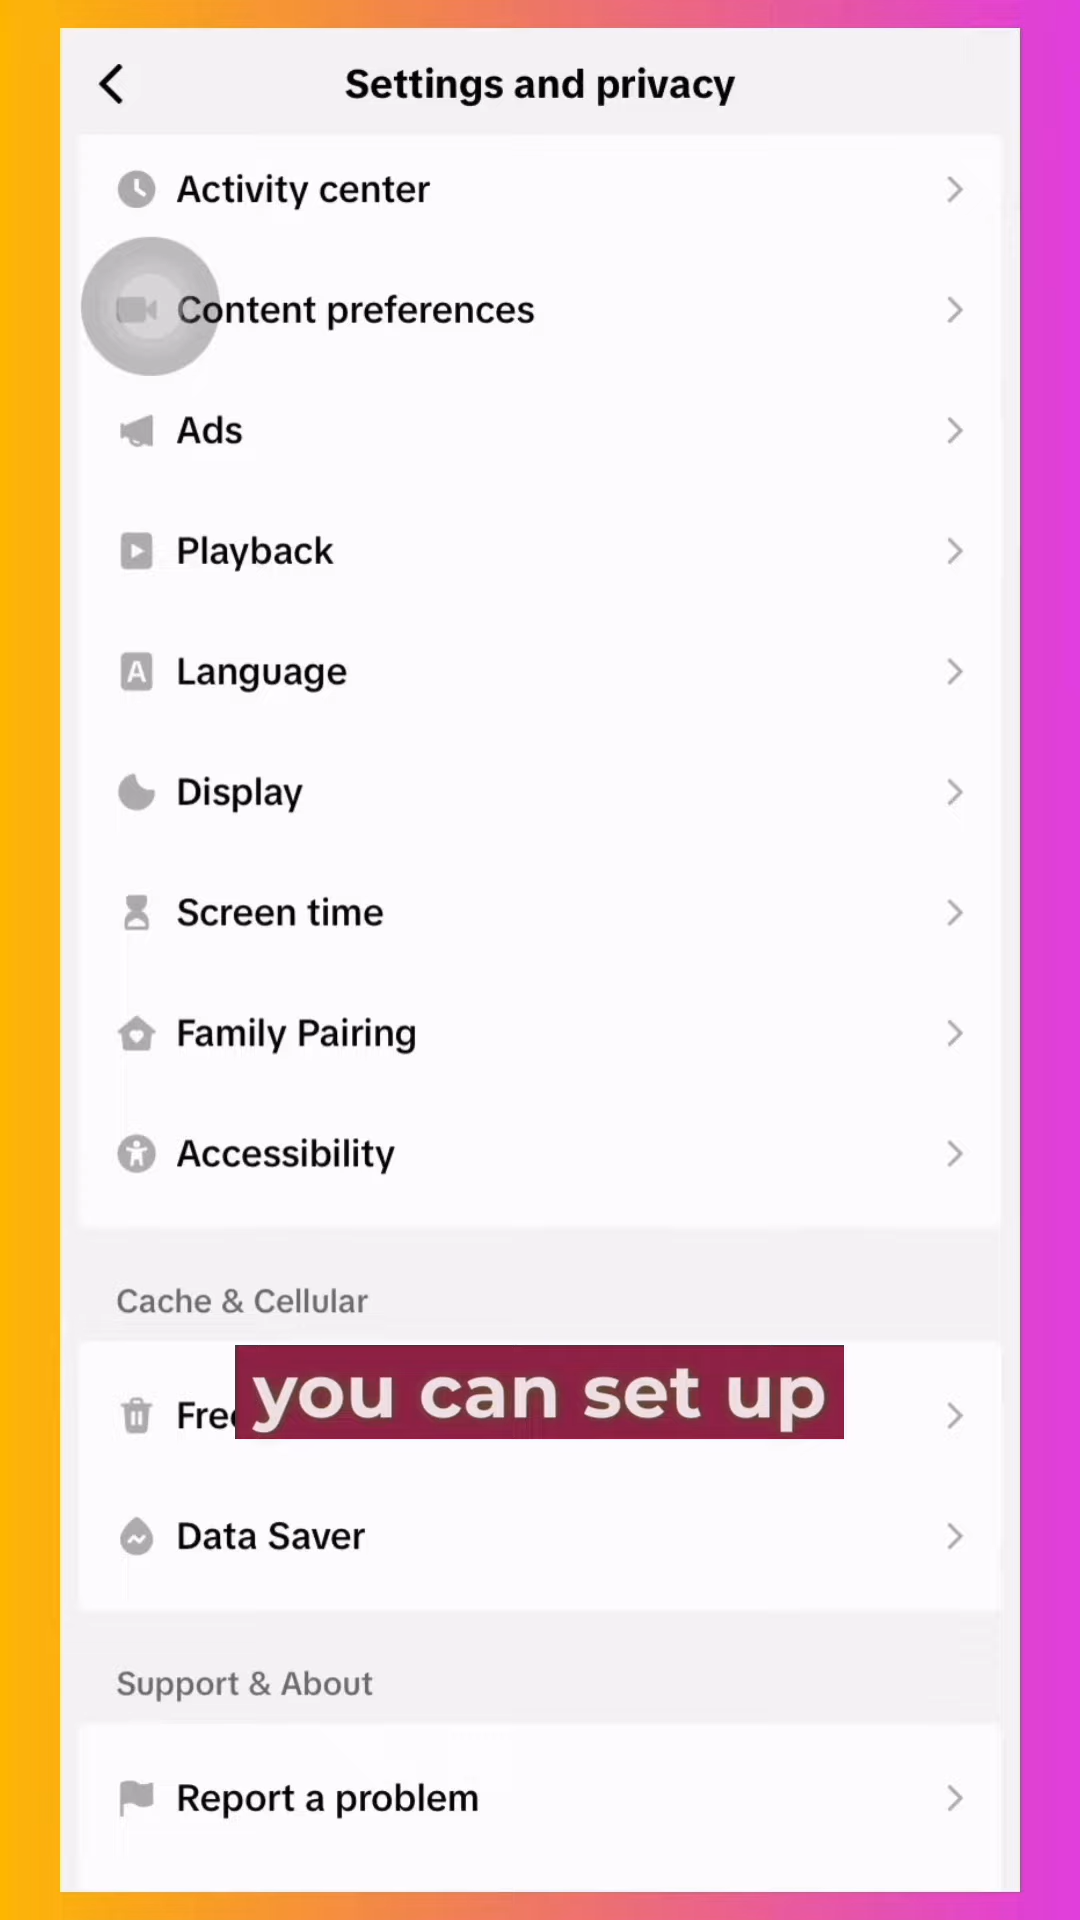 Settings and privacy
Activity center
Content preferences
Ads
Playback
A Language
Display
Screen time
Family Pairing
Accessibility
Cache & Cellular
you can set up
Data Saver
Support & About
Report a problem